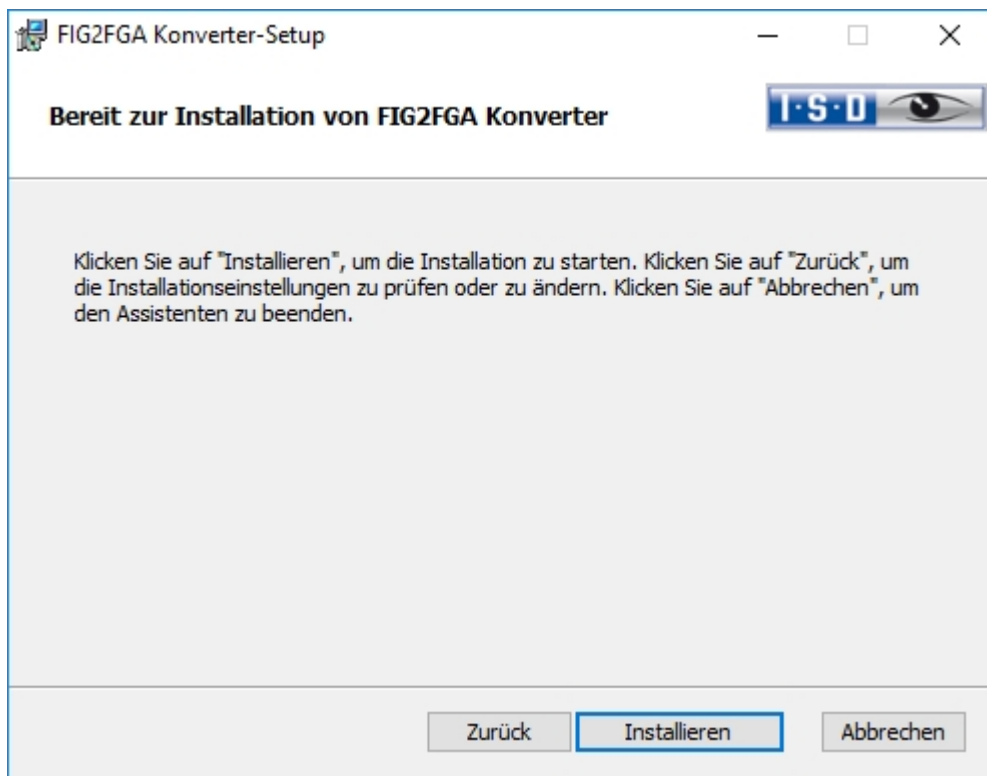 FIG2FGA Konverter-Setup
Bereit zur Installation von FIG2FGA Konverter
I·S·D
Klicken Sie auf "Installieren", um die Installation zu starten. Klicken Sie auf "Zurück", um
die Installationseinstellungen zu prüfen oder zu ändern. Klicken Sie auf "Abbrechen", um
den Assistenten zu beenden.
Zurück
Installieren
Abbrechen